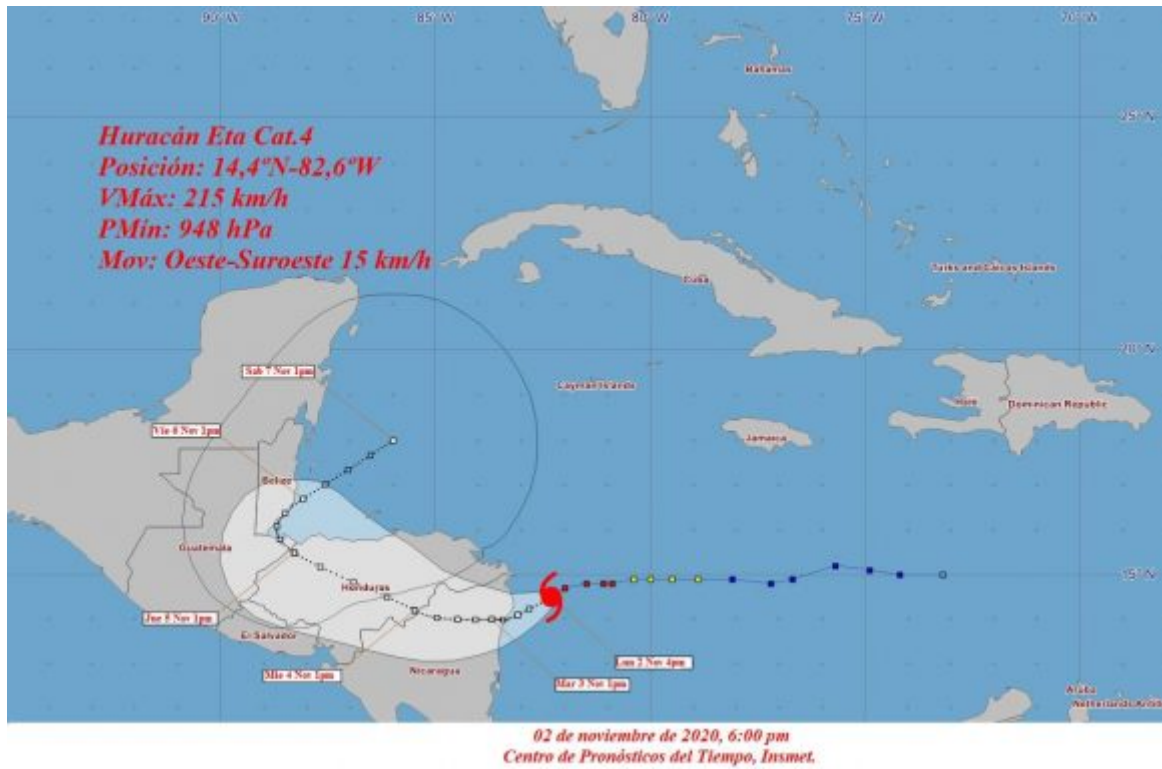 90° W
85° W
80° W
75° W
70° W
Bahamas
25° N
Huracán Eta Cat.4
Posición: 14,4ºN-82,6ºW
VMáx: 215 km/h
PMín: 948 hPa
Mov: Oeste-Suroeste 15 km/h
Turks and Caicos Islands
Cuba
20° N
Sab 7 Nov 1pm
Cayman Islands
Haiti
Dominican Republic
Vie 6 Nov 1pm
Jamaica
Belize
Guatemala
15° N
Honduras
Jue 5 Nov 1pm
El Salvador
Lun 2 Nov 4pm
Nicaragua
Mie 4 Nov 1pm
Mar 3 Nov 1pm
Aruba
Netherlands Antill
02 de noviembre de 2020, 6:00 pm
Centro de Pronósticos del Tiempo, Insmet.